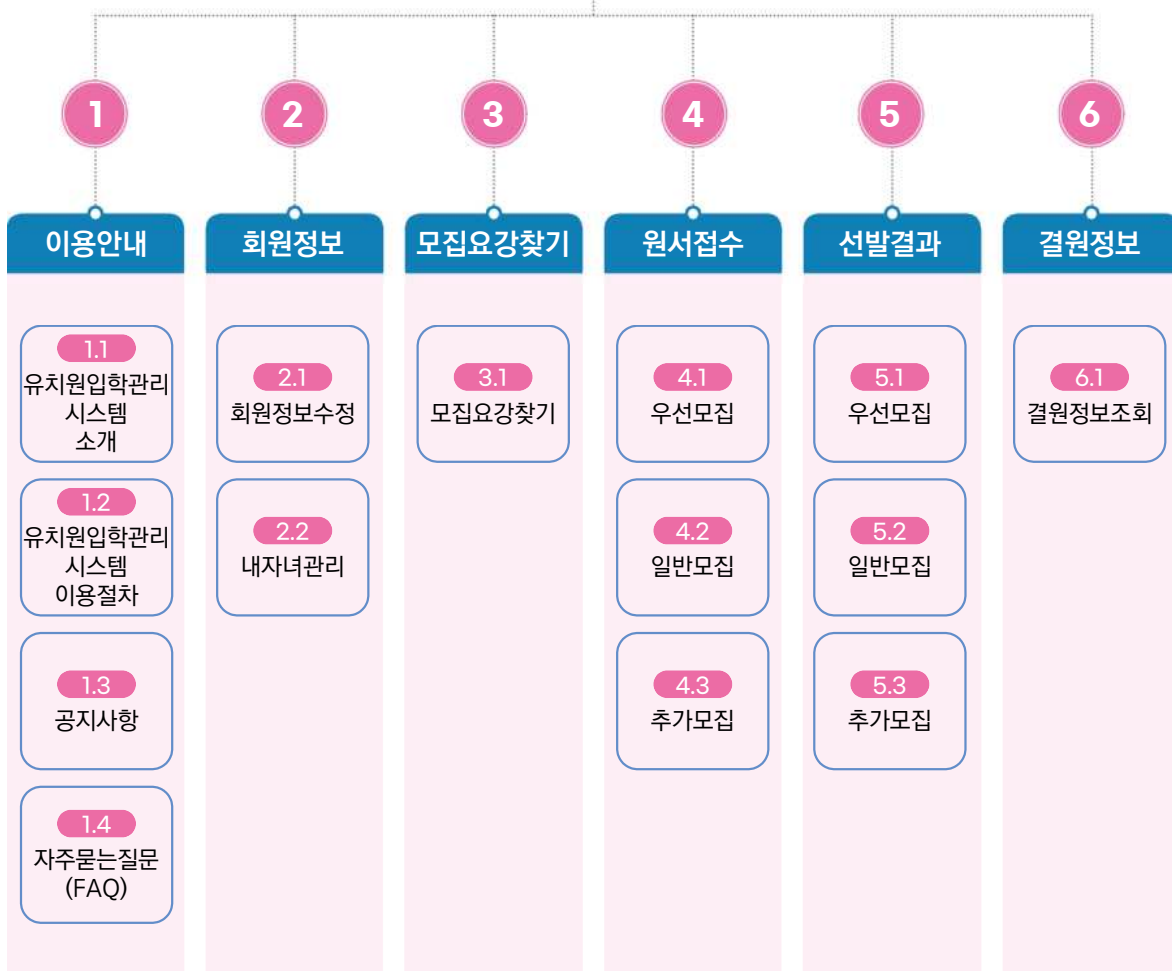 1
2
3
4
5
6
이용안내
회원정보
모집요강찾기
원서접수
선발결과
결원정보
1.1
유치원입학관리
시스템
소개
1.2
유치원입학관리
시스템
이용절차
1.3
공지사항
1.4
자주묻는질문
(FAQ)
2.1
회원정보수정
2.2
내자녀관리
3.1
모집요강찾기
4.1
우선모집
4.2
일반모집
4.3
추가모집
5.1
우선모집
5.2
일반모집
5.3
추가모집
6.1
결원정보조회